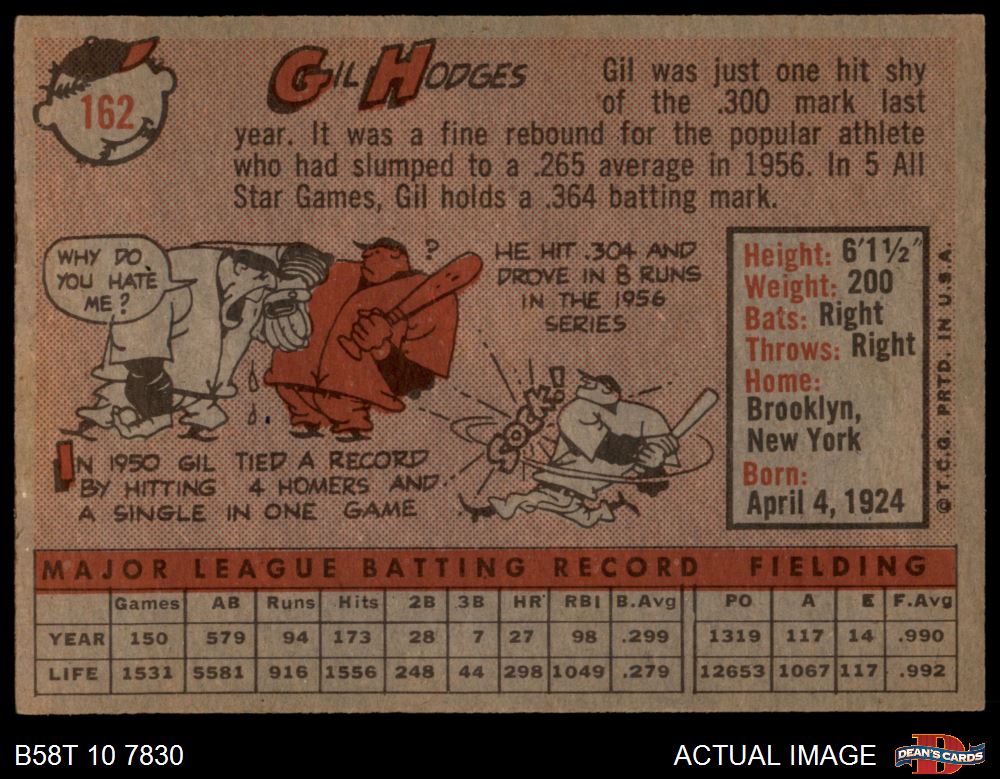 162
GIL HODGES
Gil was just one hit shy
of the .300 mark last
year. It was a fine rebound for the popular athlete
who had slumped to a .265 average in 1956. In 5 All
Star Games, Gil holds a .364 batting mark.
WHY DO
YOU HATE
ME?
?
HE HIT .304 AND
DROVE IN 8 RUNS
IN THE 1956
SERIES
SOCK!
IN 1950 GIL TIED A RECORD
BY HITTING 4 HOMERS AND
A SINGLE IN ONE GAME
Height: 6'1½"
Weight: 200
Bats: Right
Throws: Right
Home:
Brooklyn,
New York
Born:
April 4, 1924
© T.C.G. PRTD. IN U.S.A.
MAJOR LEAGUE BATTING RECORD FIELDING
Games AB Runs Hits 2B 3B HR RBI B.Avg PO A E F.Avg
YEAR 150 579 94 173 28 7 27 98 .299 1319 117 14 .990
LIFE 1531 5581 916 1556 248 44 298 1049 .279 12653 1067 117 .992
B58T 10 7830
ACTUAL IMAGE
DEAN'S CARDS